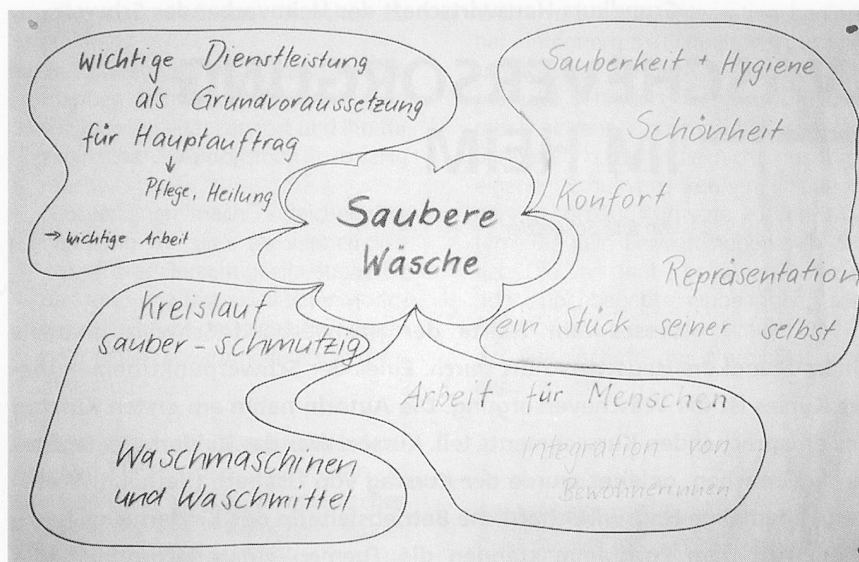 wichtige Dienstleistung
als Grundvoraussetzung
für Hauptauftrag
↓
Pflege, Heilung
→ wichtige Arbeit
Sauberkeit + Hygiene
Schönheit
Konfort
Repräsentation
ein Stück seiner selbst
Saubere
Wäsche
Kreislauf
sauber - schmutzig
Waschmaschinen
und Waschmittel
Arbeit für Menschen
Integration von
Bewohnerinnen